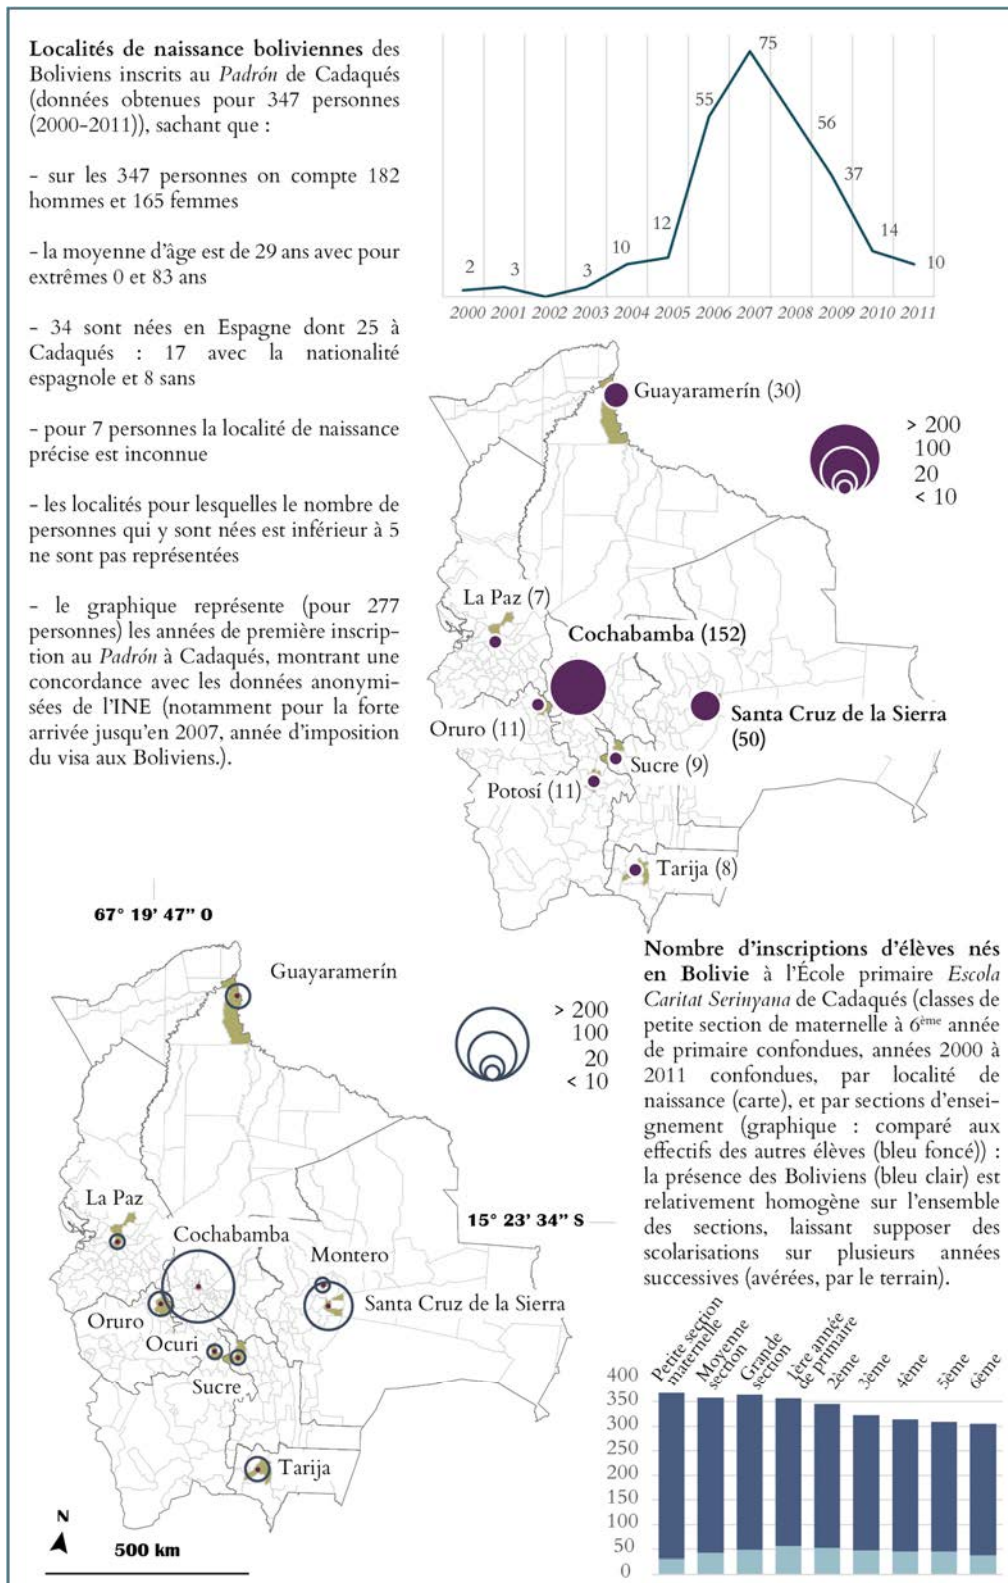 Localités de naissance boliviennes des
Boliviens inscrits au Padrón de Cadaqués
(données obtenues pour 347 personnes
(2000-2011)), sachant que :
- sur les 347 personnes on compte 182
hommes et 165 femmes
- la moyenne d'âge est de 29 ans avec pour
extrêmes 0 et 83 ans
- 34 sont nées en Espagne dont 25 à
Cadaqués : 17 avec la nationalité
espagnole et 8 sans
- pour 7 personnes la localité de naissance
précise est inconnue
- les localités pour lesquelles le nombre de
personnes qui y sont nées est inférieur à 5
ne sont pas représentées
- le graphique représente (pour 277
personnes) les années de première inscrip-
tion au Padrón à Cadaqués, montrant une
concordance avec les données anonymi-
sées de l'INE (notamment pour la forte
arrivée jusqu'en 2007, année d'imposition
du visa aux Boliviens.).
2
3
3
10
12
55
75
56
37
14
10
2000 2001 2002 2003 2004 2005 2006 2007 2008 2009 2010 2011
Guayaramerín (30)
> 200
100
20
< 10
La Paz (7)
Cochabamba (152)
Oruro (11)
Santa Cruz de la Sierra
(50)
Sucre (9)
Potosí (11)
Tarija (8)
67° 19' 47" O
Guayaramerín
> 200
100
20
< 10
La Paz
15° 23' 34" S
Cochabamba
Montero
Santa Cruz de la Sierra
Oruro
Ocuri
Sucre
Tarija
N
500 km
Nombre d'inscriptions d'élèves nés
en Bolivie à l'École primaire Escola
Caritat Serinyana de Cadaqués (classes de
petite section de maternelle à 6ème année
de primaire confondues, années 2000 à
2011 confondues, par localité de
naissance (carte), et par sections d'ensei-
gnement (graphique : comparé aux
effectifs des autres élèves (bleu foncé)) :
la présence des Boliviens (bleu clair) est
relativement homogène sur l'ensemble
des sections, laissant supposer des
scolarisations sur plusieurs années
successives (avérées, par le terrain).
Petite section
maternelle
Moyenne
section
Grande
section
1ère année
de primaire
2ème
3ème
4ème
5ème
6ème
400
350
300
250
200
150
100
50
0